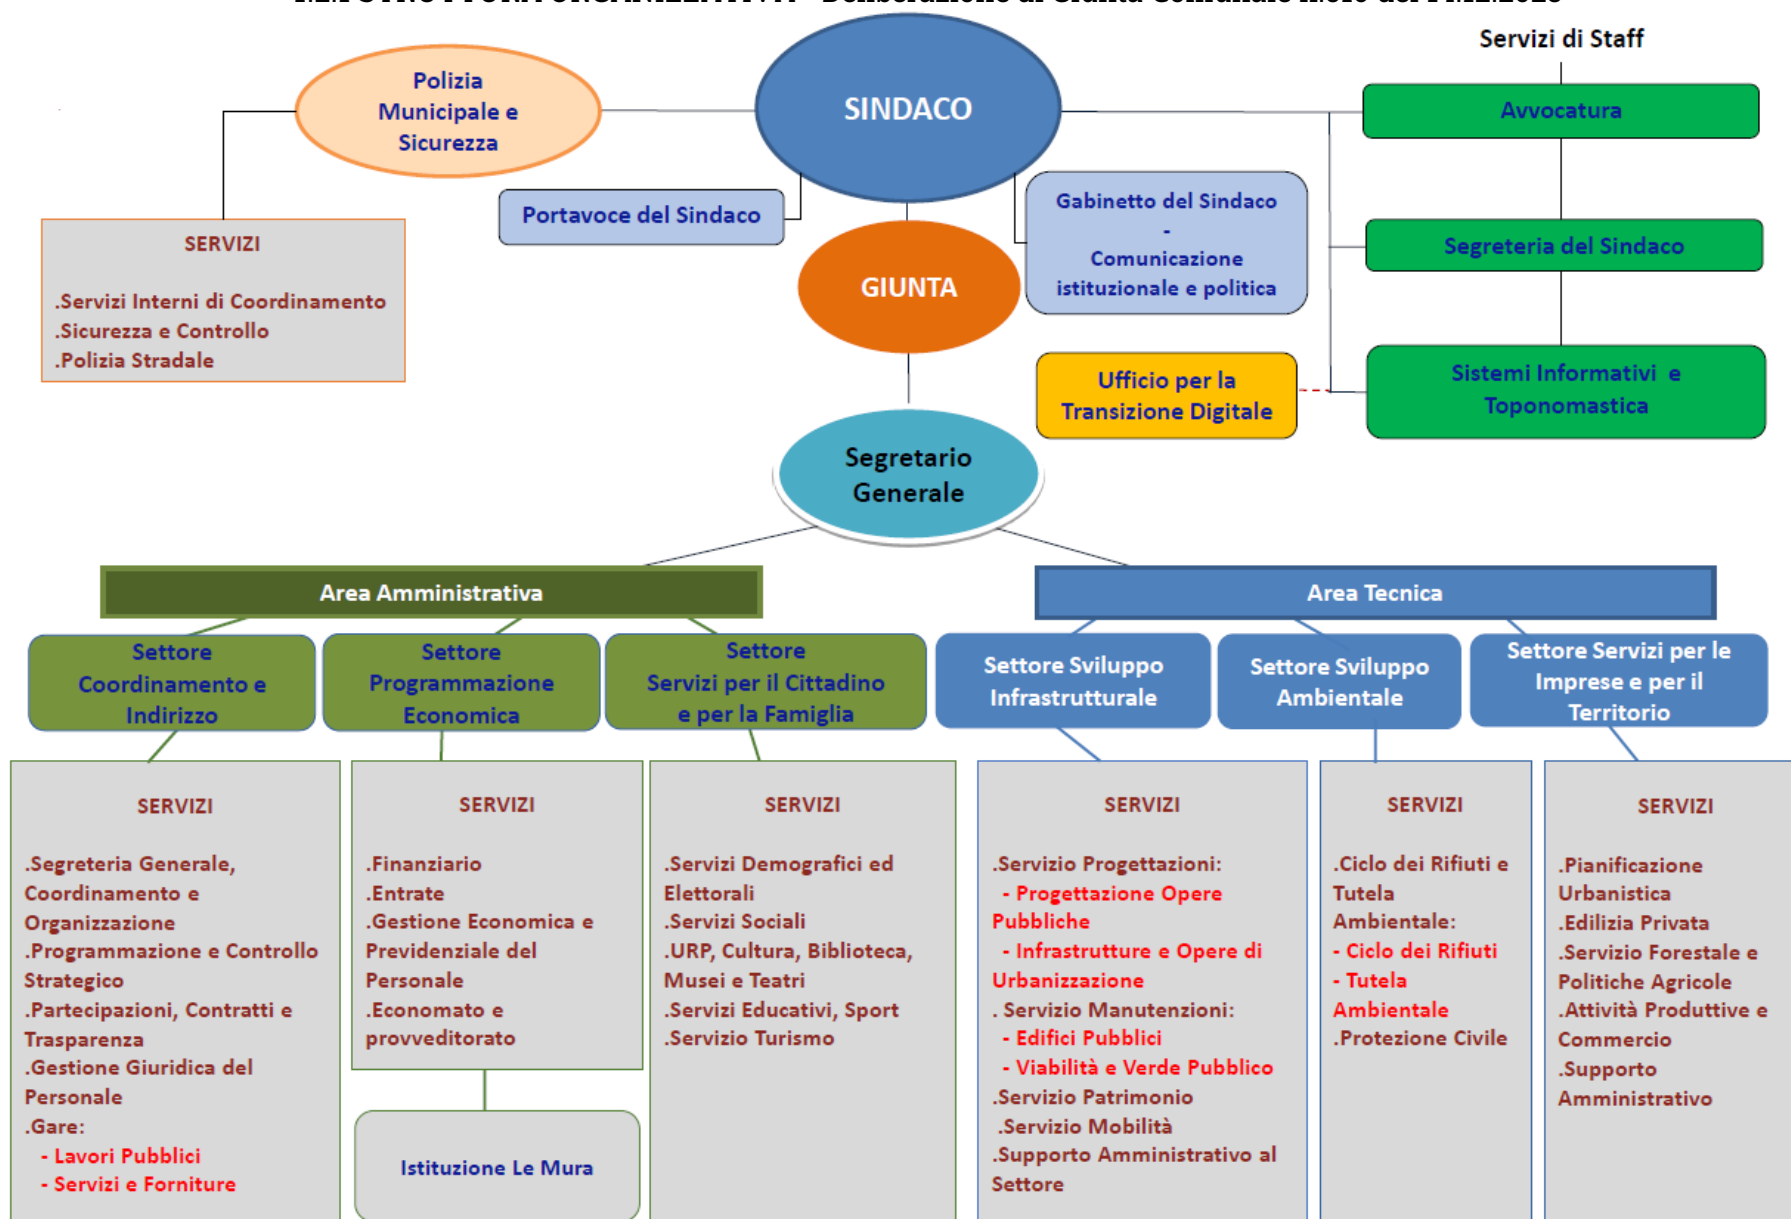 Servizi di Staff
Polizia
Municipale e
Sicurezza
SINDACO
Avvocatura
Portavoce del Sindaco
Gabinetto del Sindaco
-
Comunicazione
istituzionale e politica
Segreteria del Sindaco
GIUNTA
SERVIZI
.Servizi Interni di Coordinamento
.Sicurezza e Controllo
.Polizia Stradale
Ufficio per la
Transizione Digitale
Sistemi Informativi e
Toponomastica
Segretario
Generale
Area Amministrativa
Area Tecnica
Settore
Coordinamento e
Indirizzo
Settore
Programmazione
Economica
Settore
Servizi per il Cittadino
e per la Famiglia
Settore Sviluppo
Infrastrutturale
Settore Sviluppo
Ambientale
Settore Servizi per le
Imprese e per il
Territorio
SERVIZI
.Segreteria Generale,
Coordinamento e
Organizzazione
.Programmazione e Controllo
Strategico
.Partecipazioni, Contratti e
Trasparenza
.Gestione Giuridica del
Personale
.Gare:
- Lavori Pubblici
- Servizi e Forniture
SERVIZI
.Finanziario
.Entrate
.Gestione Economica e
Previdenziale del
Personale
.Economato e
provveditorato
Istituzione Le Mura
SERVIZI
.Servizi Demografici ed
Elettorali
.Servizi Sociali
.URP, Cultura, Biblioteca,
Musei e Teatri
.Servizi Educativi, Sport
.Servizio Turismo
SERVIZI
.Servizio Progettazioni:
- Progettazione Opere
Pubbliche
- Infrastrutture e Opere di
Urbanizzazione
. Servizio Manutenzioni:
- Edifici Pubblici
- Viabilità e Verde Pubblico
.Servizio Patrimonio
.Servizio Mobilità
.Supporto Amministrativo al
Settore
SERVIZI
.Ciclo dei Rifiuti e
Tutela
Ambientale:
- Ciclo dei Rifiuti
- Tutela
Ambientale
.Protezione Civile
SERVIZI
.Pianificazione
Urbanistica
.Edilizia Privata
.Servizio Forestale e
Politiche Agricole
.Attività Produttive e
Commercio
.Supporto
Amministrativo